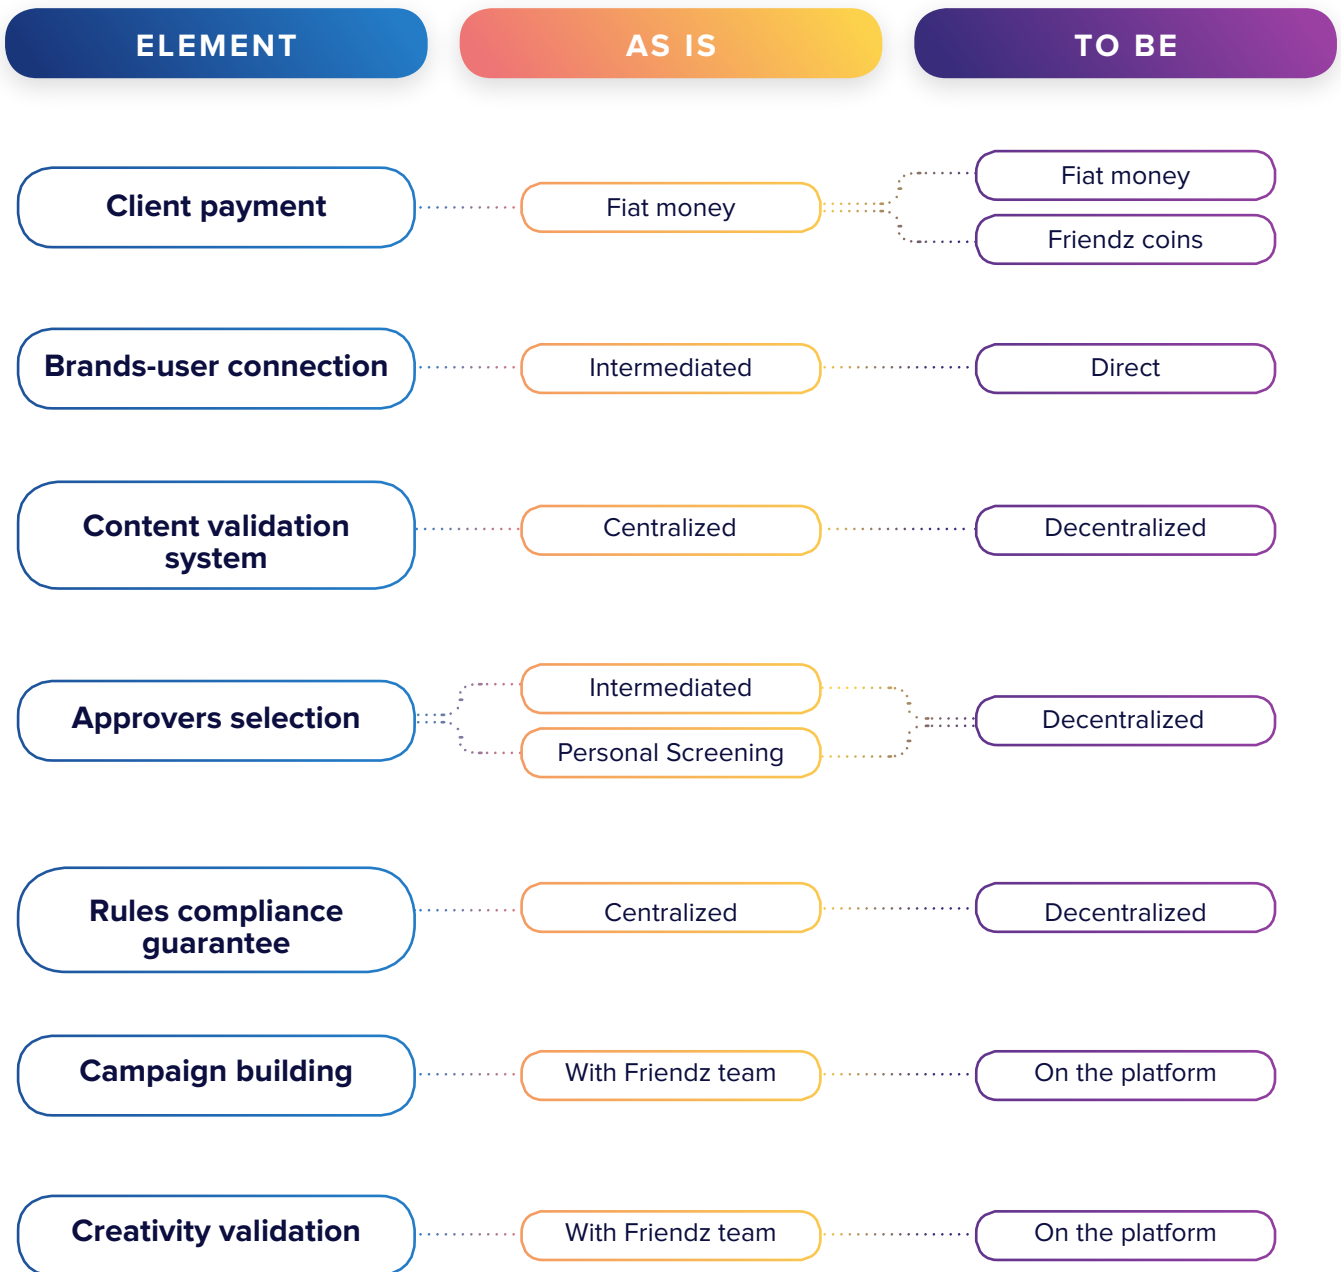 ELEMENT
AS IS
TO BE
Client payment
Fiat money
Fiat money
Friendz coins
Brands-user connection
Intermediated
Direct
Content validation
system
Centralized
Decentralized
Approvers selection
Intermediated
Personal Screening
Decentralized
Rules compliance
guarantee
Centralized
Decentralized
Campaign building
With Friendz team
On the platform
Creativity validation
With Friendz team
On the platform